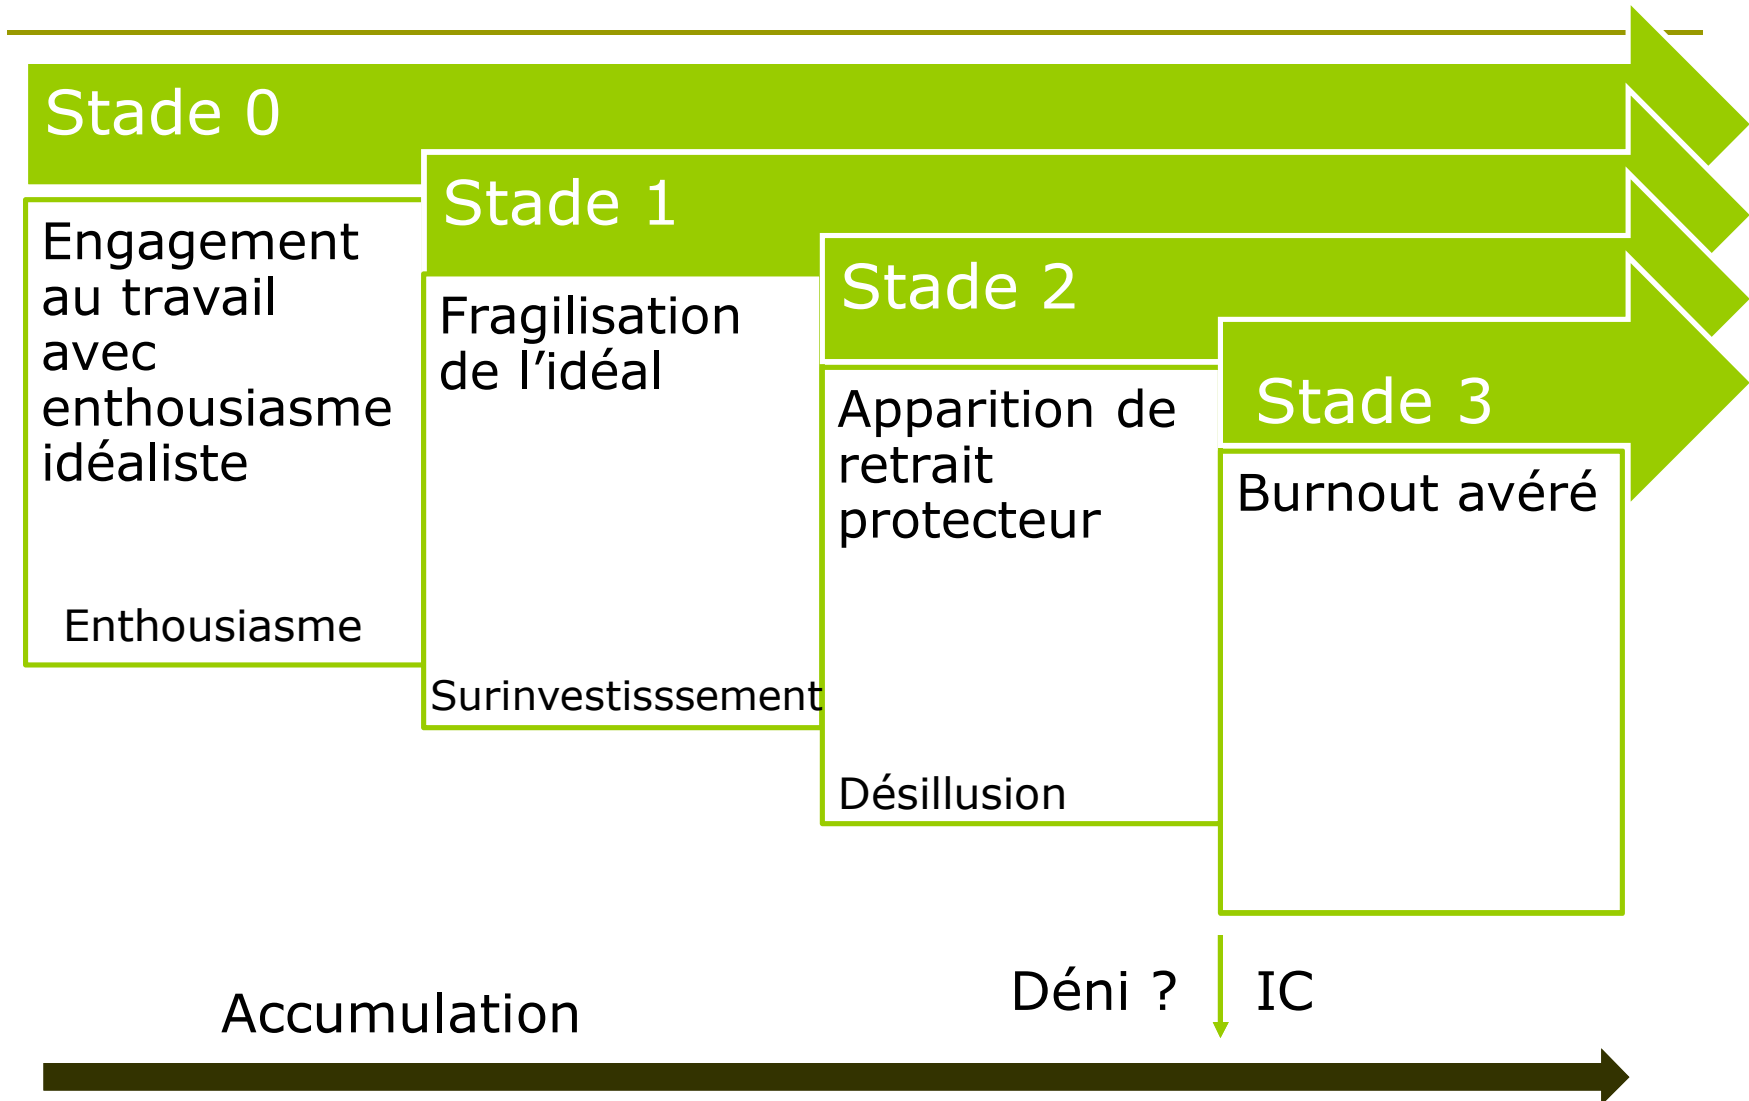 Stade 0
Engagement
au travail
avec
enthousiasme
idéaliste
Enthousiasme
Stade 1
Fragilisation
de l’idéal
Surinvestisssement
Stade 2
Apparition de
retrait
protecteur
Désillusion
Stade 3
Burnout avéré
Déni ?
IC
Accumulation